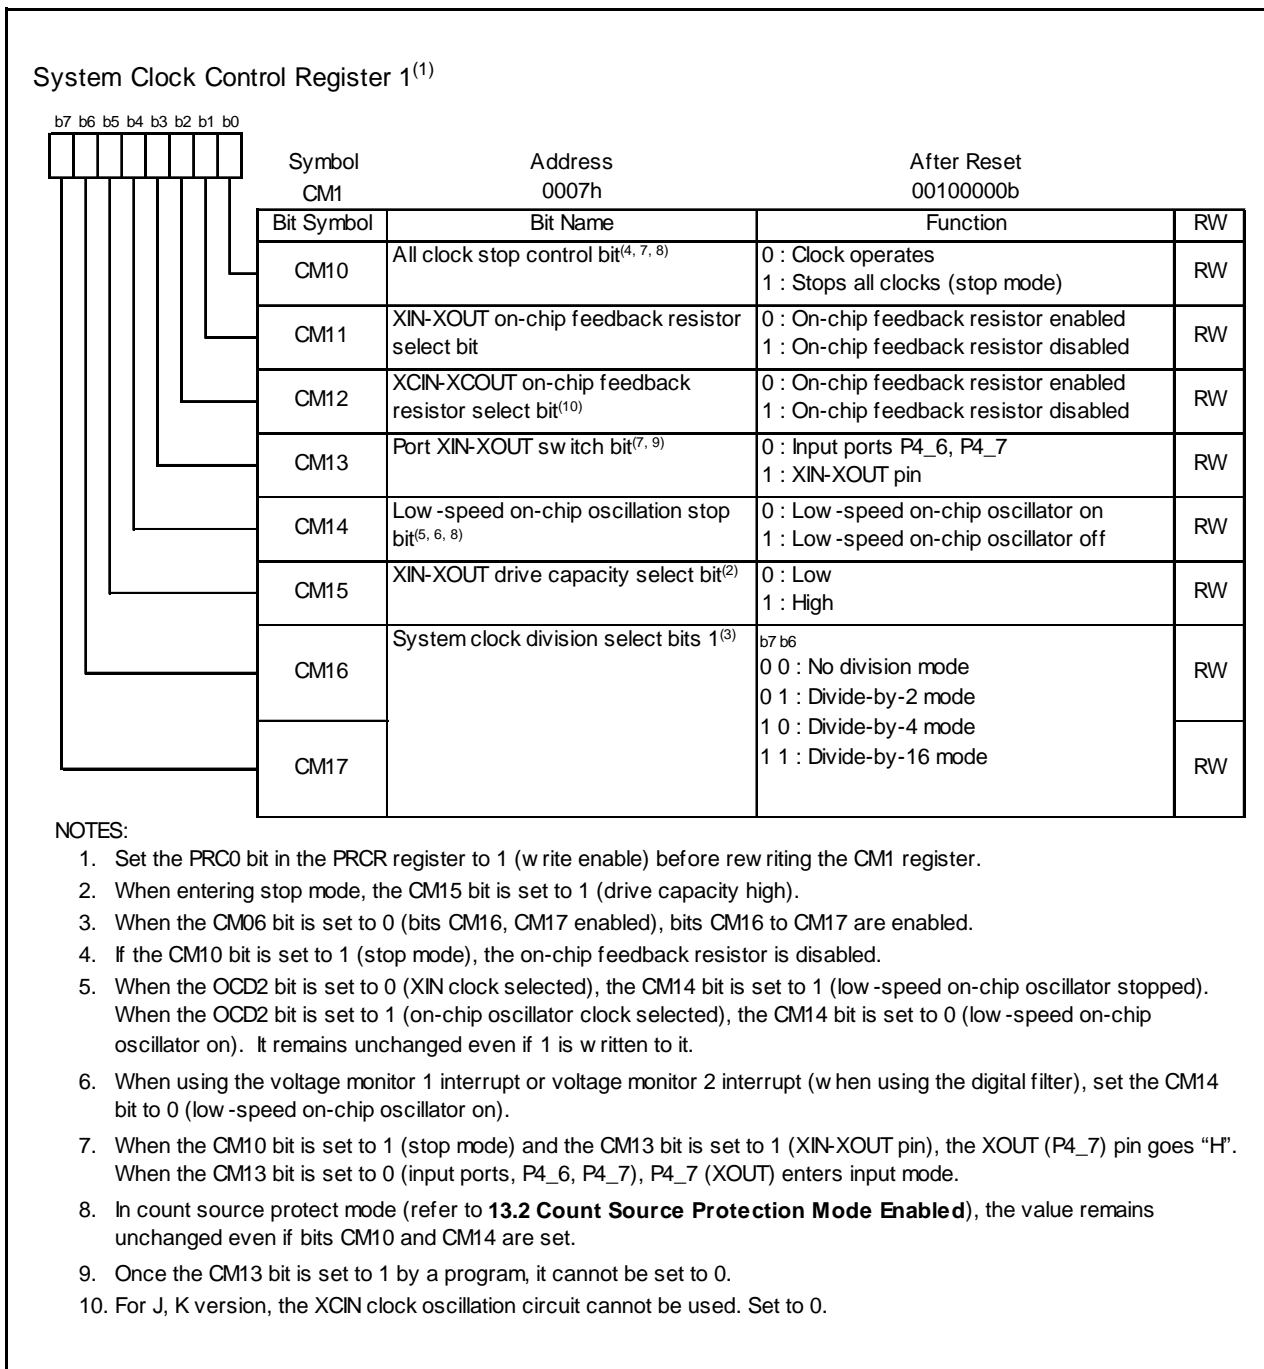 System Clock Control Register 1(1)
b7 b6 b5 b4 b3 b2 b1 b0
Symbol Address After Reset
CM1 0007h 00100000b
Bit Symbol Bit Name Function RW
CM10 All clock stop control bit(4, 7, 8) 0 : Clock operates RW
1 : Stops all clocks (stop mode)
CM11 XIN-XOUT on-chip feedback resistor 0 : On-chip feedback resistor enabled RW
select bit 1 : On-chip feedback resistor disabled
CM12 XCIN-XCOUT on-chip feedback 0 : On-chip feedback resistor enabled RW
resistor select bit(10) 1 : On-chip feedback resistor disabled
CM13 Port XIN-XOUT switch bit(7, 9) 0 : Input ports P4_6, P4_7 RW
1 : XIN-XOUT pin
CM14 Low-speed on-chip oscillation stop 0 : Low-speed on-chip oscillator on RW
bit(5, 6, 8) 1 : Low-speed on-chip oscillator off
CM15 XIN-XOUT drive capacity select bit(2) 0 : Low RW
1 : High
CM16 System clock division select bits 1(3) b7 b6 RW
0 0 : No division mode
0 1 : Divide-by-2 mode
CM17 1 0 : Divide-by-4 mode RW
1 1 : Divide-by-16 mode
NOTES:
1. Set the PRC0 bit in the PRCR register to 1 (write enable) before rewriting the CM1 register.
2. When entering stop mode, the CM15 bit is set to 1 (drive capacity high).
3. When the CM06 bit is set to 0 (bits CM16, CM17 enabled), bits CM16 to CM17 are enabled.
4. If the CM10 bit is set to 1 (stop mode), the on-chip feedback resistor is disabled.
5. When the OCD2 bit is set to 0 (XIN clock selected), the CM14 bit is set to 1 (low-speed on-chip oscillator stopped).
When the OCD2 bit is set to 1 (on-chip oscillator clock selected), the CM14 bit is set to 0 (low-speed on-chip
oscillator on). It remains unchanged even if 1 is written to it.
6. When using the voltage monitor 1 interrupt or voltage monitor 2 interrupt (when using the digital filter), set the CM14
bit to 0 (low-speed on-chip oscillator on).
7. When the CM10 bit is set to 1 (stop mode) and the CM13 bit is set to 1 (XIN-XOUT pin), the XOUT (P4_7) pin goes “H”.
When the CM13 bit is set to 0 (input ports, P4_6, P4_7), P4_7 (XOUT) enters input mode.
8. In count source protect mode (refer to 13.2 Count Source Protection Mode Enabled), the value remains
unchanged even if bits CM10 and CM14 are set.
9. Once the CM13 bit is set to 1 by a program, it cannot be set to 0.
10. For J, K version, the XCIN clock oscillation circuit cannot be used. Set to 0.